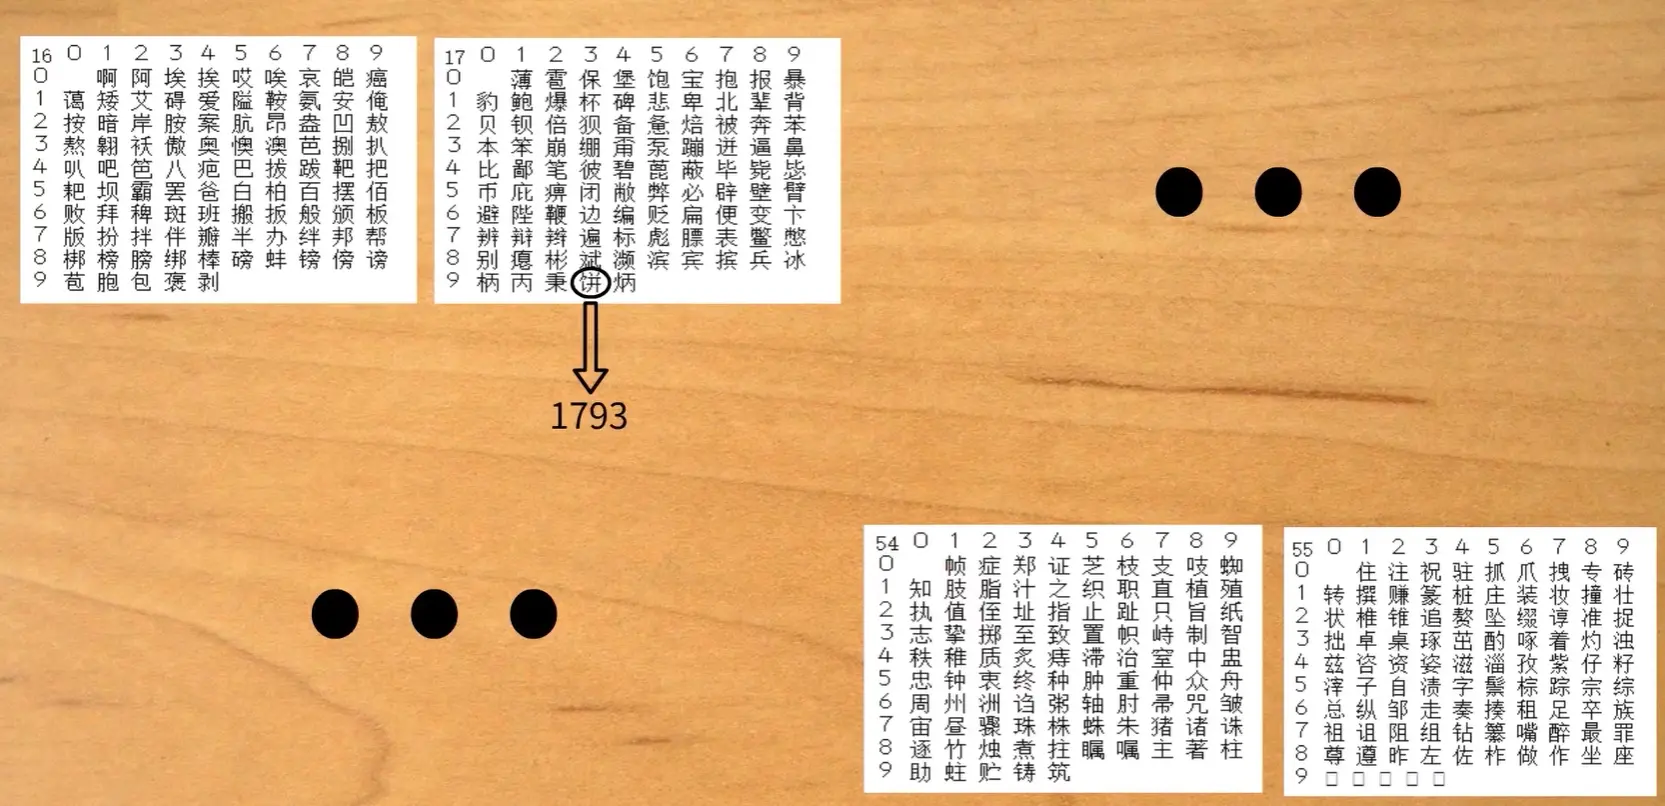 16 0 1 2 3 4 5 6 7 8 9
0 啊 阿 埃 挨 哎 唉 哀 皑 癌
1 蔼 矮 艾 碍 爱 隘 鞍 氨 安 俺
2 按 暗 岸 胺 案 肮 昂 盎 凹 敖
3 熬 翱 袄 傲 奥 懊 澳 芭 捌 扒
4 叭 吧 笆 八 疤 巴 拔 跋 靶 把
5 耙 坝 霸 罢 爸 白 柏 百 摆 佰
6 败 拜 稗 斑 班 搬 扳 般 颁 板
7 版 扮 拌 伴 瓣 半 办 绊 邦 帮
8 梆 榜 膀 绑 棒 磅 蚌 镑 傍 谤
9 苞 胞 包 褒 剥
17 0 1 2 3 4 5 6 7 8 9
0 薄 雹 保 堡 饱 宝 抱 报 暴
1 豹 鲍 爆 杯 碑 悲 卑 北 辈 背
2 贝 钡 倍 狈 备 惫 焙 被 奔 苯
3 本 笨 崩 绷 甭 泵 蹦 迸 逼 鼻
4 比 鄙 笔 彼 碧 蓖 蔽 毕 毙 毖
5 币 庇 痹 闭 敝 弊 必 辟 壁 臂
6 避 陛 鞭 边 编 贬 扁 便 变 卞
7 辨 辩 辫 遍 标 彪 膘 表 鳖 憋
8 别 瘪 彬 斌 濒 滨 宾 摈 兵 冰
9 柄 丙 秉 饼 炳
1793
54 0 1 2 3 4 5 6 7 8 9
0 帧 症 郑 证 芝 枝 支 吱 蜘
1 知 肢 脂 汁 之 织 职 直 植 殖
2 执 值 侄 址 指 止 趾 只 旨 纸
3 志 挚 掷 至 致 置 帜 峙 制 智
4 秩 稚 质 炙 痔 滞 治 窒 中 盅
5 忠 钟 衷 终 种 肿 重 仲 众 舟
6 周 州 洲 诌 粥 轴 肘 帚 咒 皱
7 宙 昼 骤 珠 株 蛛 朱 猪 诸 诛
8 逐 竹 烛 煮 拄 瞩 嘱 主 著 柱
9 助 蛀 贮 铸 筑
55 0 1 2 3 4 5 6 7 8 9
0 住 注 祝 驻 抓 爪 拽 专 砖
1 转 撰 赚 篆 桩 庄 装 妆 撞 壮
2 状 椎 锥 追 赘 坠 缀 谆 准 捉
3 拙 卓 桌 琢 茁 酌 啄 着 灼 浊
4 兹 咨 资 姿 滋 淄 孜 紫 仔 籽
5 滓 子 自 渍 字 鬃 棕 踪 宗 综
6 总 纵 邹 走 奏 揍 租 足 卒 族
7 祖 诅 阻 组 钻 纂 嘴 醉 最 罪
8 尊 遵 昨 左 佐 柞 做 作 坐 座
9 □ □ □ □ □